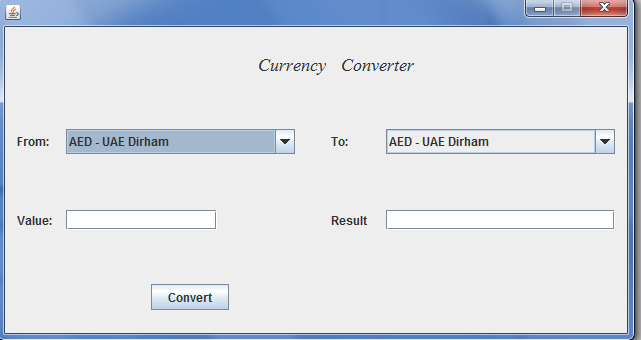 Currency Converter
From: AED - UAE Dirham To: AED - UAE Dirham
Value: Result
Convert